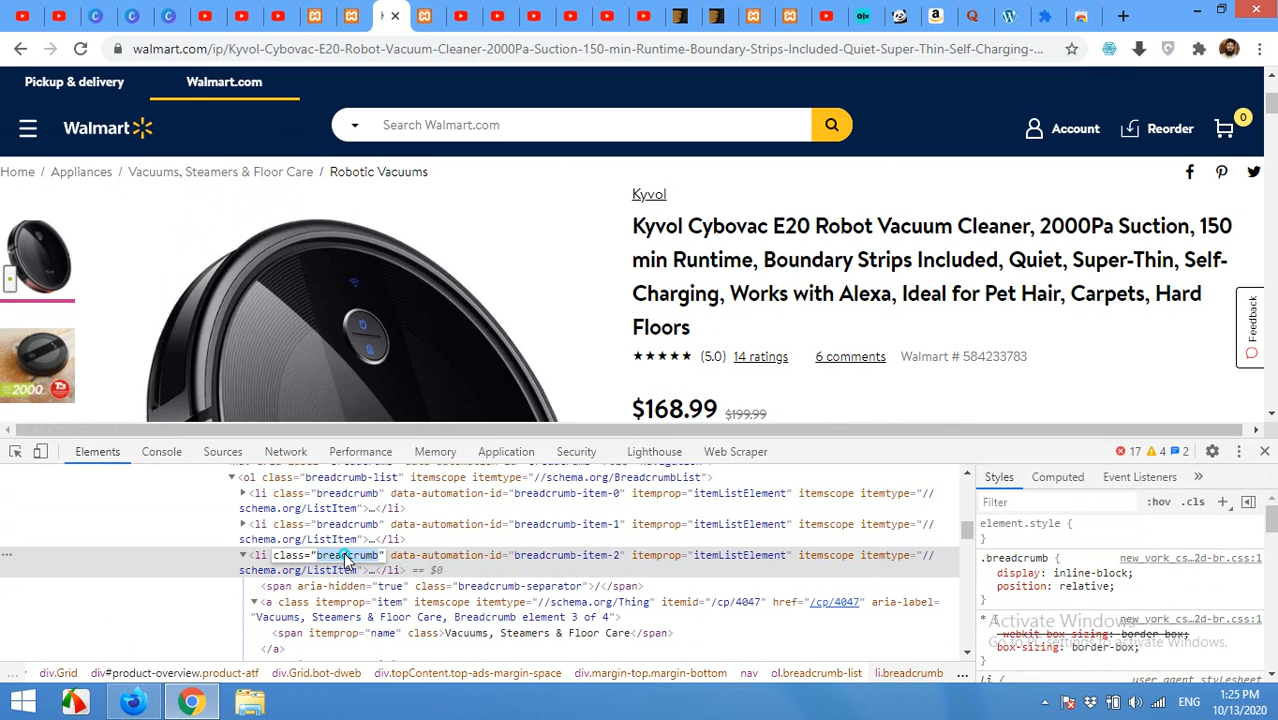 walmart.com/ip/Kyvol-Cybovac-E20-Robot-Vacuum-Cleaner-2000Pa-Suction-150-min-Runtime-Boundary-Strips-Included-Quiet-Super-Thin-Self-Charging-...
Pickup & delivery Walmart.com
Walmart Search Walmart.com Account Reorder 0
Home / Appliances / Vacuums, Steamers & Floor Care / Robotic Vacuums
Kyvol
Kyvol Cybovac E20 Robot Vacuum Cleaner, 2000Pa Suction, 150
min Runtime, Boundary Strips Included, Quiet, Super-Thin, Self-
Charging, Works with Alexa, Ideal for Pet Hair, Carpets, Hard
Floors
(5.0) 14 ratings 6 comments Walmart # 584233783
$168.99 $199.99
Feedback
2000
Elements Console Sources Network Performance Memory Application Security Lighthouse Web Scraper 17 4 2
<ol class="breadcrumb-list" itemscope itemtype="//schema.org/BreadcrumbList">
<li class="breadcrumb" data-automation-id="breadcrumb-item-0" itemprop="itemListElement" itemscope itemtype="//
schema.org/ListItem">…</li>
<li class="breadcrumb" data-automation-id="breadcrumb-item-1" itemprop="itemListElement" itemscope itemtype="//
schema.org/ListItem">…</li>
<li class="breadcrumb" data-automation-id="breadcrumb-item-2" itemprop="itemListElement" itemscope itemtype="//
schema.org/ListItem">…</li> == $0
<span aria-hidden="true" class="breadcrumb-separator">/</span>
<a class itemprop="item" itemscope itemtype="//schema.org/Thing" itemid="/cp/4047" href="/cp/4047" aria-label=
"Vacuums, Steamers & Floor Care, Breadcrumb element 3 of 4">
<span itemprop="name" class>Vacuums, Steamers & Floor Care</span>
</a>
... div.Grid div#product-overview.product-atf div.Grid.bot-dweb div.topContent.top-ads-margin-space div.margin-top.margin-bottom nav ol.breadcrumb-list li.breadcrumb ...
Styles Computed Event Listeners »
Filter :hov .cls +
element.style {
}
.breadcrumb { new_york_cs…2d-br.css:1
display: inline-block;
position: relative;
}
* { new_york_cs…2d-br.css:1
-webkit-box-sizing: border-box;
box-sizing: border-box;
}
li { user agent stylesheet
Activate Windows
Go to PC settings to activate Windows.
ENG
1:25 PM
10/13/2020